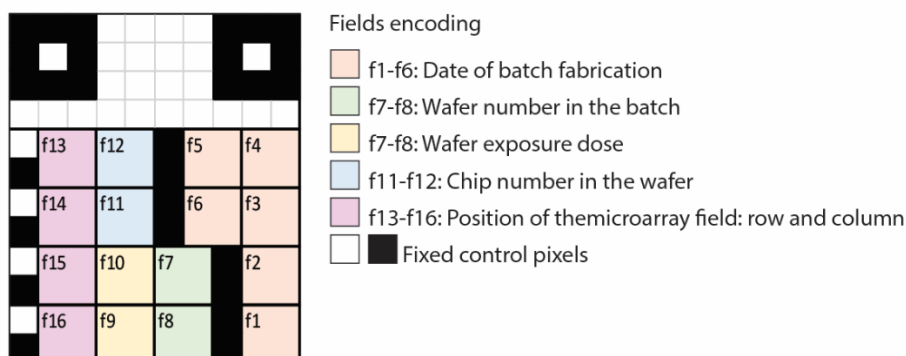 Fields encoding
f1-f6: Date of batch fabrication
f7-f8: Wafer number in the batch
f7-f8: Wafer exposure dose
f11-f12: Chip number in the wafer
f13-f16: Position of themicroarray field: row and column
Fixed control pixels
f13 f12 f5 f4
f14 f11 f6 f3
f15 f10 f7 f2
f16 f9 f8 f1